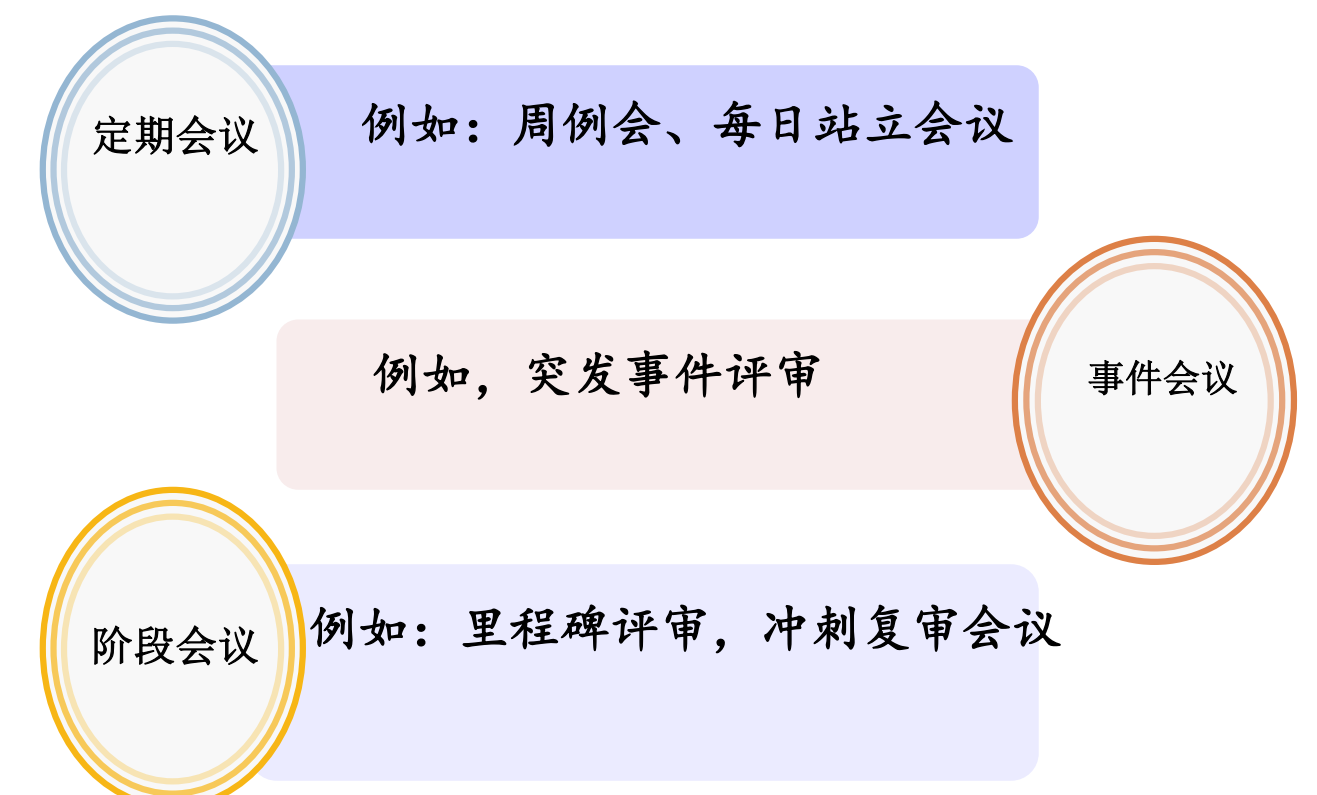 定期会议
例如：周例会、每日站立会议
例如，突发事件评审
事件会议
阶段会议
例如：里程碑评审，冲刺复审会议